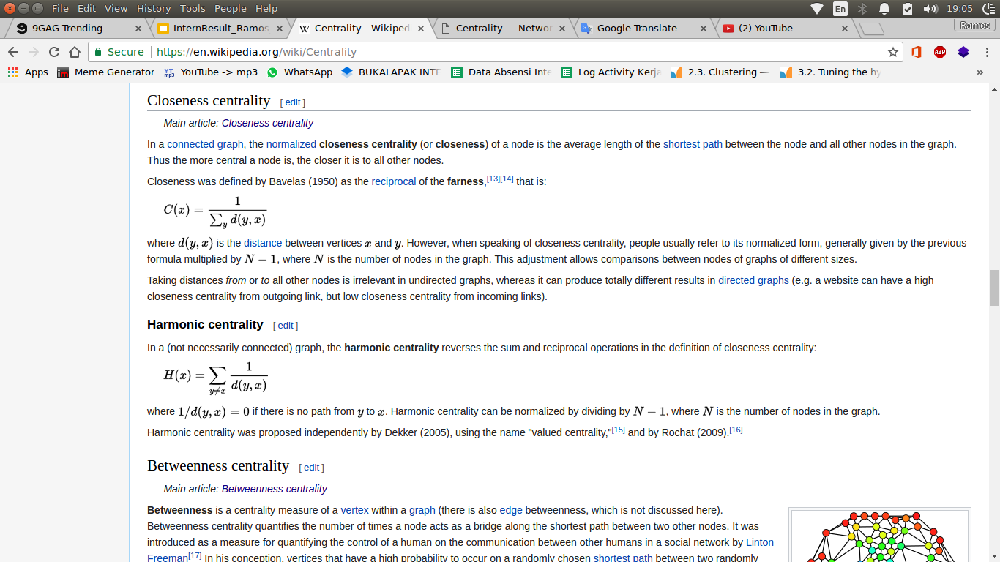 File Edit View History Tools People Help En 19:05
9GAG Trending InternResult_Ramos Centrality - Wikiped Centrality — Networ Google Translate (2) YouTube Ramos
Secure https://en.wikipedia.org/wiki/Centrality ABP
Apps Meme Generator YT mp3 YouTube -> mp3 WhatsApp BUKALAPAK INTE Data Absensi Inte Log Activity Kerja 2.3. Clustering — 3.2. Tuning the hy »
Closeness centrality [ edit ]
Main article: Closeness centrality
In a connected graph, the normalized closeness centrality (or closeness) of a node is the average length of the shortest path between the node and all other nodes in the graph.
Thus the more central a node is, the closer it is to all other nodes.
Closeness was defined by Bavelas (1950) as the reciprocal of the farness,[13][14] that is:
C(x) = 1 / ∑_y d(y, x)
where d(y, x) is the distance between vertices x and y. However, when speaking of closeness centrality, people usually refer to its normalized form, generally given by the previous
formula multiplied by N − 1, where N is the number of nodes in the graph. This adjustment allows comparisons between nodes of graphs of different sizes.
Taking distances from or to all other nodes is irrelevant in undirected graphs, whereas it can produce totally different results in directed graphs (e.g. a website can have a high
closeness centrality from outgoing link, but low closeness centrality from incoming links).
Harmonic centrality [ edit ]
In a (not necessarily connected) graph, the harmonic centrality reverses the sum and reciprocal operations in the definition of closeness centrality:
H(x) = ∑_{y≠x} 1 / d(y, x)
where 1/d(y, x) = 0 if there is no path from y to x. Harmonic centrality can be normalized by dividing by N − 1, where N is the number of nodes in the graph.
Harmonic centrality was proposed independently by Dekker (2005), using the name "valued centrality,"[15] and by Rochat (2009).[16]
Betweenness centrality [ edit ]
Main article: Betweenness centrality
Betweenness is a centrality measure of a vertex within a graph (there is also edge betweenness, which is not discussed here).
Betweenness centrality quantifies the number of times a node acts as a bridge along the shortest path between two other nodes. It was
introduced as a measure for quantifying the control of a human on the communication between other humans in a social network by Linton
Freeman[17] In his conception, vertices that have a high probability to occur on a randomly chosen shortest path between two randomly